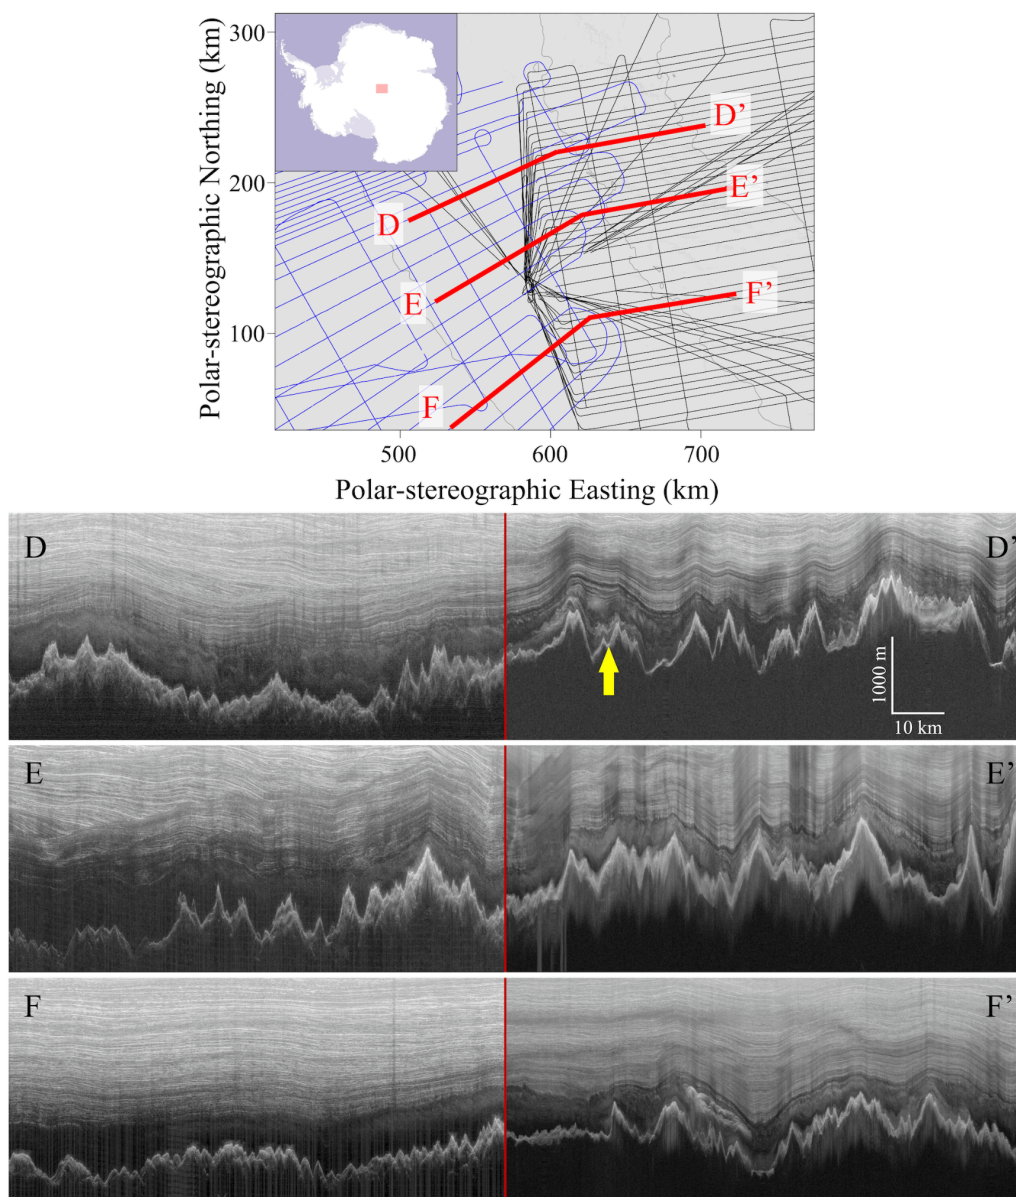 300
200
100
Polar-stereographic Northing (km)
D
D’
E
E’
F
F’
500
600
700
Polar-stereographic Easting (km)
D
D’
1000 m
10 km
E
E’
F
F’